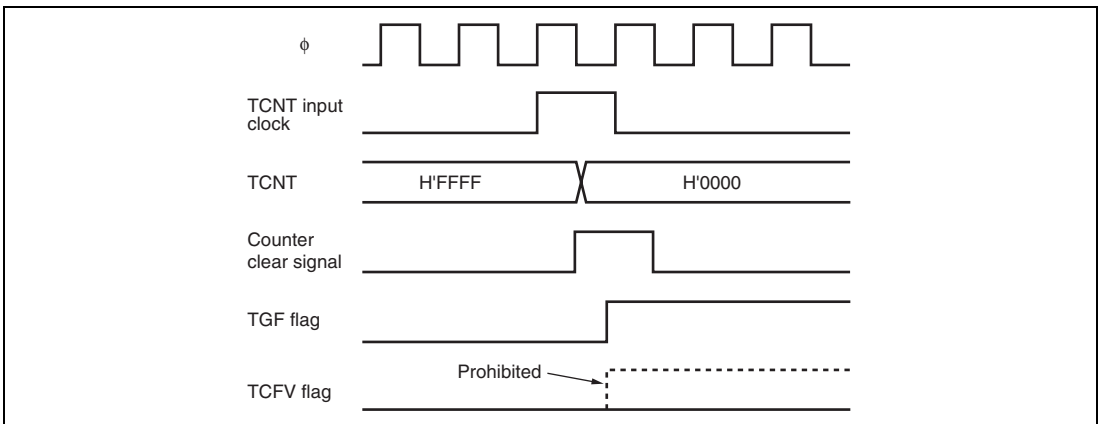 ϕ
TCNT input
clock
TCNT
H'FFFF
H'0000
Counter
clear signal
TGF flag
Prohibited
TCFV flag